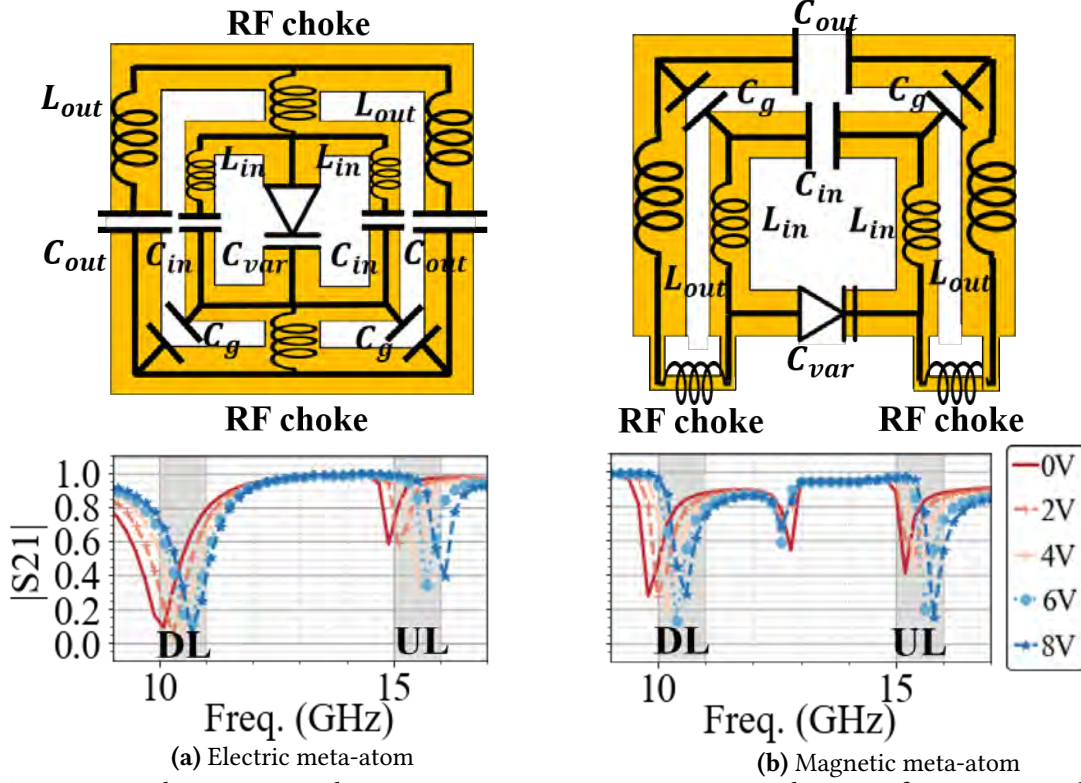 RF choke
L_out
L_out
L_in
L_in
C_out
C_in
C_var
C_in
C_out
C_g
C_g
RF choke
C_out
C_g
C_g
C_in
L_in
L_in
L_out
L_out
C_var
RF choke
RF choke
|S21|
1.0
0.8
0.6
0.4
0.2
0.0
DL
UL
10
15
Freq. (GHz)
(a) Electric meta-atom
DL
UL
10
15
Freq. (GHz)
(b) Magnetic meta-atom
0V
2V
4V
6V
8V